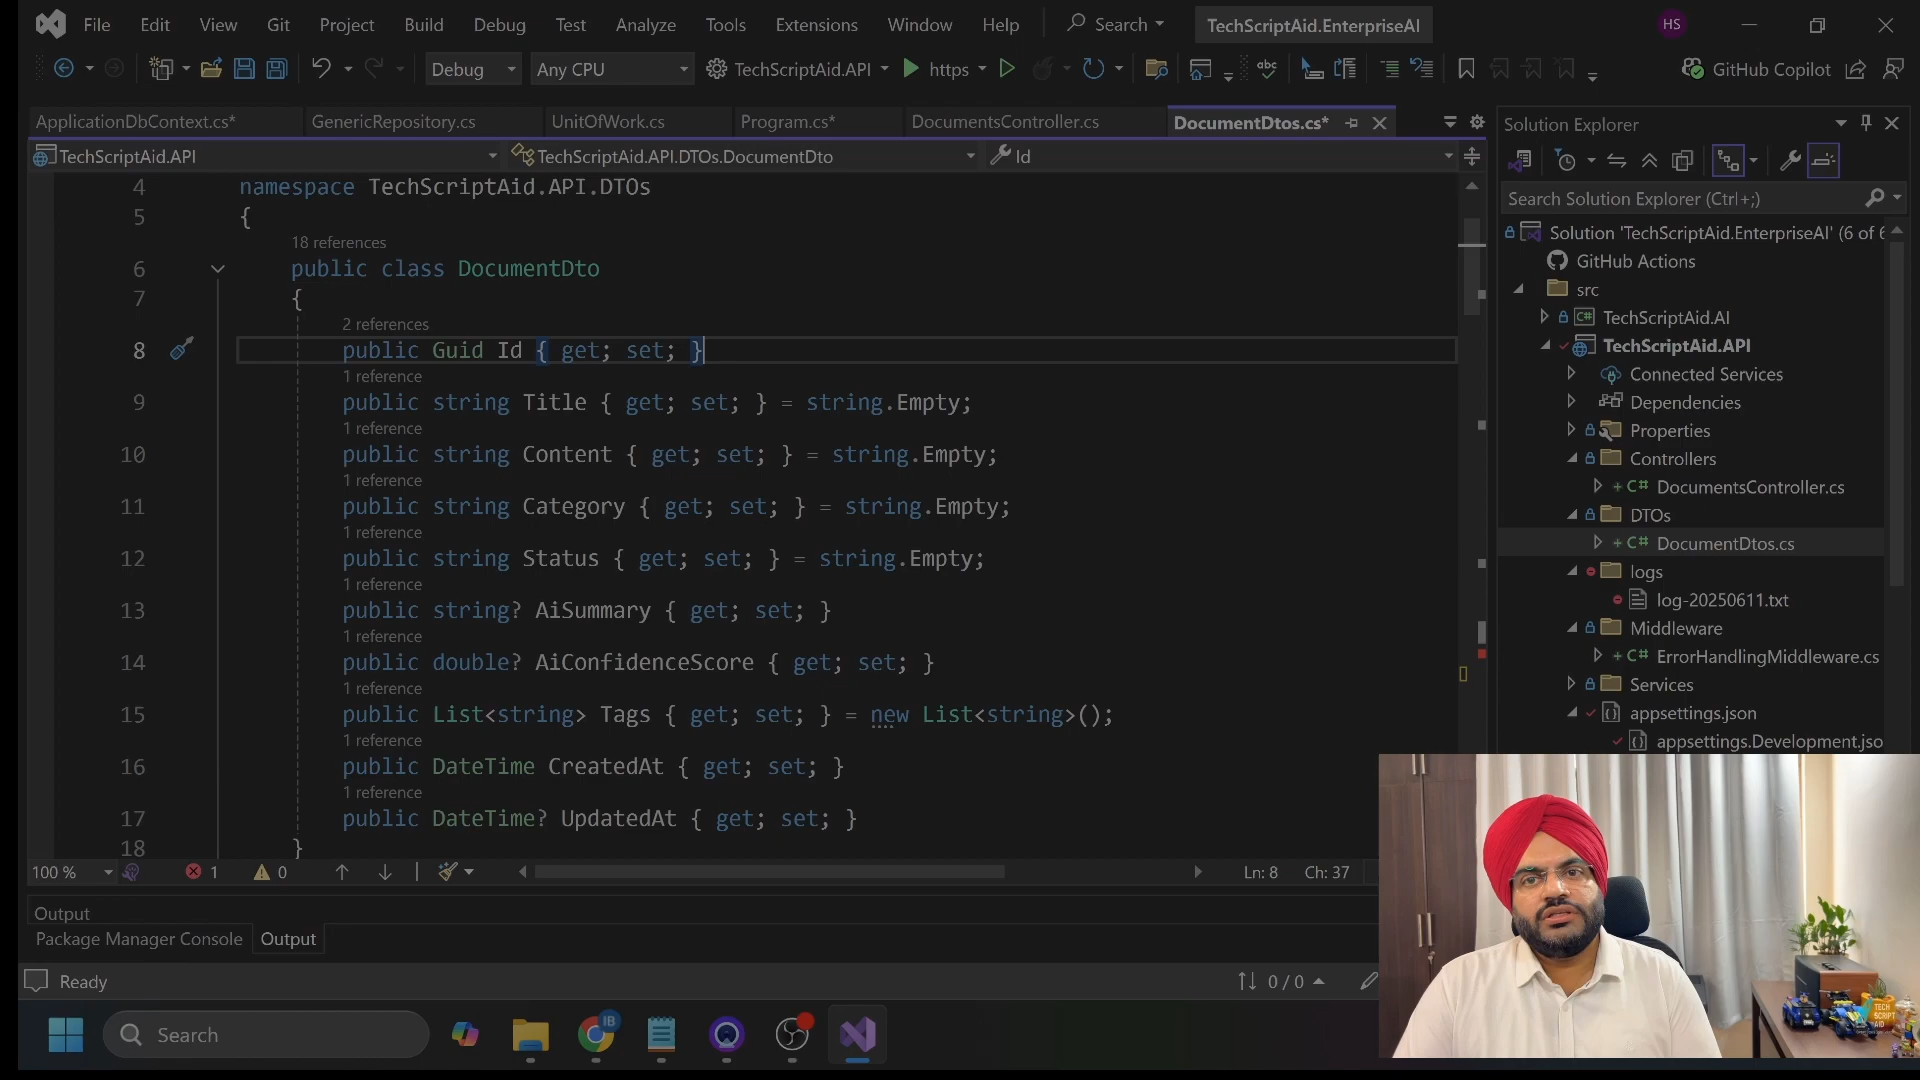 File Edit View Git Project Build Debug Test Analyze Tools Extensions Window Help Search TechScriptAid.EnterpriseAI HS
Debug Any CPU TechScriptAid.API https GitHub Copilot
ApplicationDbContext.cs* GenericRepository.cs UnitOfWork.cs Program.cs* DocumentsController.cs DocumentDtos.cs*
TechScriptAid.API TechScriptAid.API.DTOs.DocumentDto Id
4 namespace TechScriptAid.API.DTOs
5 {
18 references
6 public class DocumentDto
7 {
2 references
8 public Guid Id { get; set; }
1 reference
9 public string Title { get; set; } = string.Empty;
1 reference
10 public string Content { get; set; } = string.Empty;
1 reference
11 public string Category { get; set; } = string.Empty;
1 reference
12 public string Status { get; set; } = string.Empty;
1 reference
13 public string? AiSummary { get; set; }
1 reference
14 public double? AiConfidenceScore { get; set; }
1 reference
15 public List<string> Tags { get; set; } = new List<string>();
1 reference
16 public DateTime CreatedAt { get; set; }
1 reference
17 public DateTime? UpdatedAt { get; set; }
18 }
100 % 1 0 Ln: 8 Ch: 37
Output
Package Manager Console Output
Ready 0 / 0
Solution Explorer
Search Solution Explorer (Ctrl+;)
Solution 'TechScriptAid.EnterpriseAI' (6 of 6
GitHub Actions
src
C# TechScriptAid.AI
TechScriptAid.API
Connected Services
Dependencies
Properties
Controllers
C# DocumentsController.cs
DTOs
C# DocumentDtos.cs
logs
log-20250611.txt
Middleware
C# ErrorHandlingMiddleware.cs
Services
appsettings.json
appsettings.Development.jso
TECH
SCRIPT
AID
Search
IB